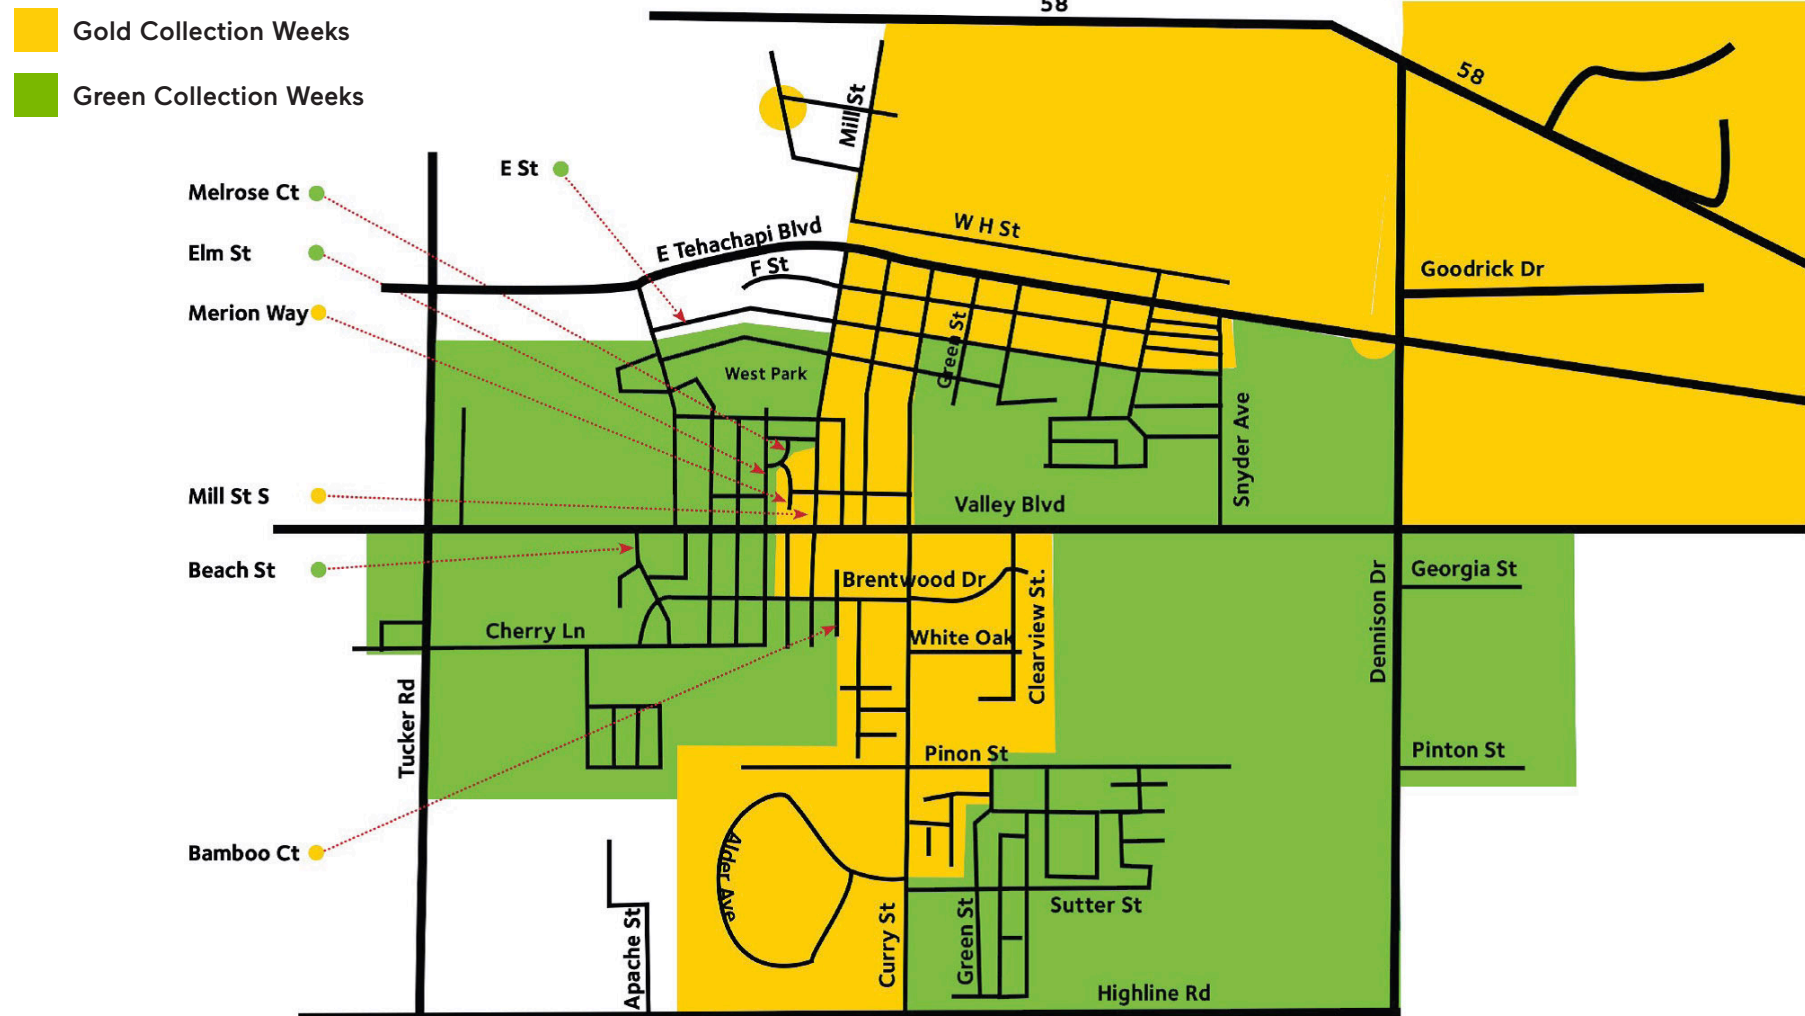 58
Gold Collection Weeks
Green Collection Weeks
58
Mill St
E St
Melrose Ct
W H St
E Tehachapi Blvd
Elm St
F St
Goodrick Dr
Merion Way
Green St
West Park
Snyder Ave
Mill St S
Valley Blvd
Beach St
Georgia St
Brentwood Dr
Clearview St.
Dennison Dr
Cherry Ln
White Oak
Tucker Rd
Pinon St
Pinton St
Bamboo Ct
Alder Ave
Sutter St
Apache St
Curry St
Green St
Highline Rd